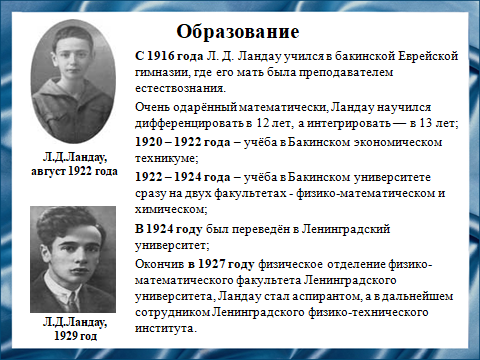 Образование
С 1916 года Л. Д. Ландау учился в бакинской Еврейской
гимназии, где его мать была преподавателем
естествознания.
Очень одарённый математически, Ландау научился
дифференцировать в 12 лет, а интегрировать — в 13 лет;
1920 – 1922 года – учёба в Бакинском экономическом
техникуме;
1922 – 1924 года – учёба в Бакинском университете
сразу на двух факультетах - физико-математическом и
химическом;
В 1924 году был переведён в Ленинградский
университет;
Окончив в 1927 году физическое отделение физико-
математического факультета Ленинградского
университета, Ландау стал аспирантом, а в дальнейшем
сотрудником Ленинградского физико-технического
института.
Л.Д.Ландау,
август 1922 года
Л.Д.Ландау,
1929 год